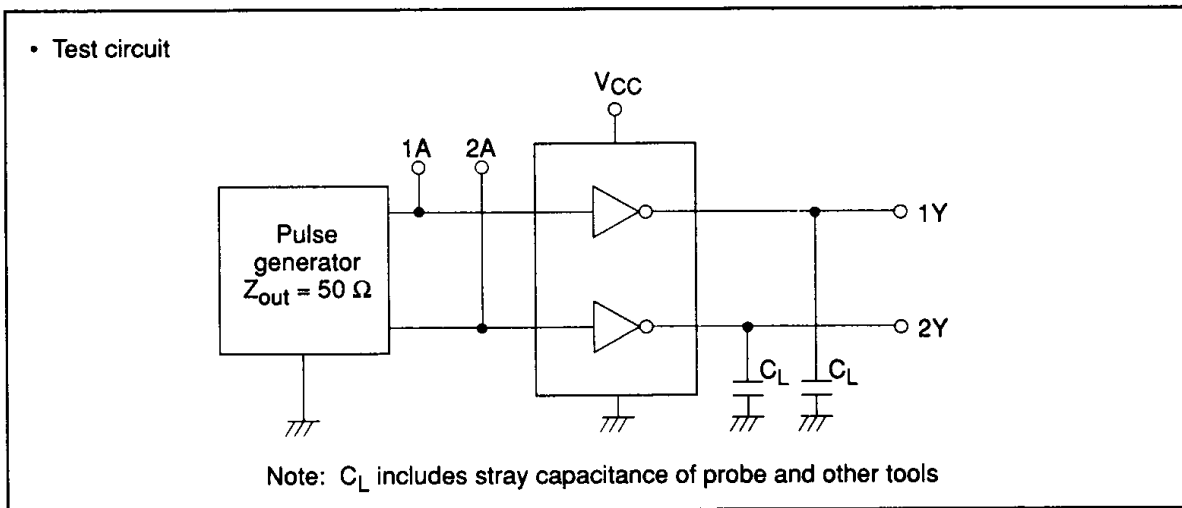 • Test circuit
VCC
1A 2A
Pulse
generator
Zout = 50 Ω
1Y
2Y
CL CL
Note: CL includes stray capacitance of probe and other tools